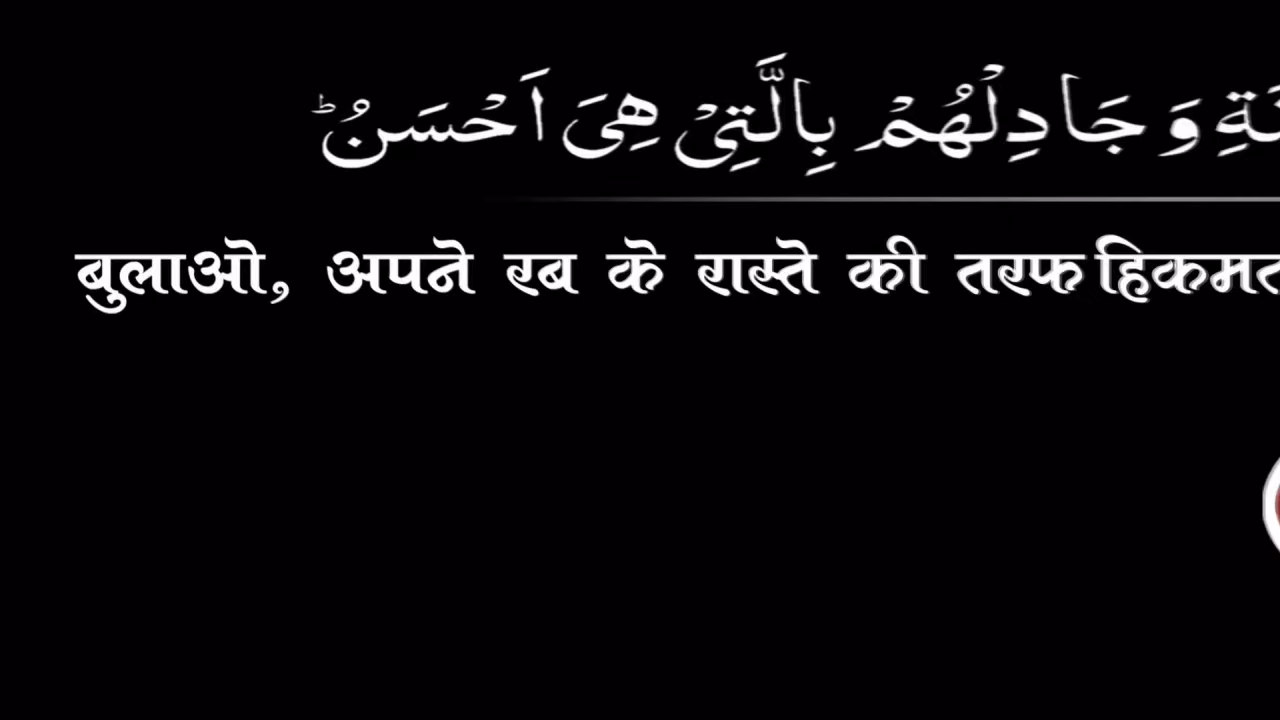 وَ جَادِلْهُمْ بِالَّتِیْ هِیَ اَحْسَنُ ؕ
बुलाओ, अपने रब के रास्ते की तरफ हिकमत